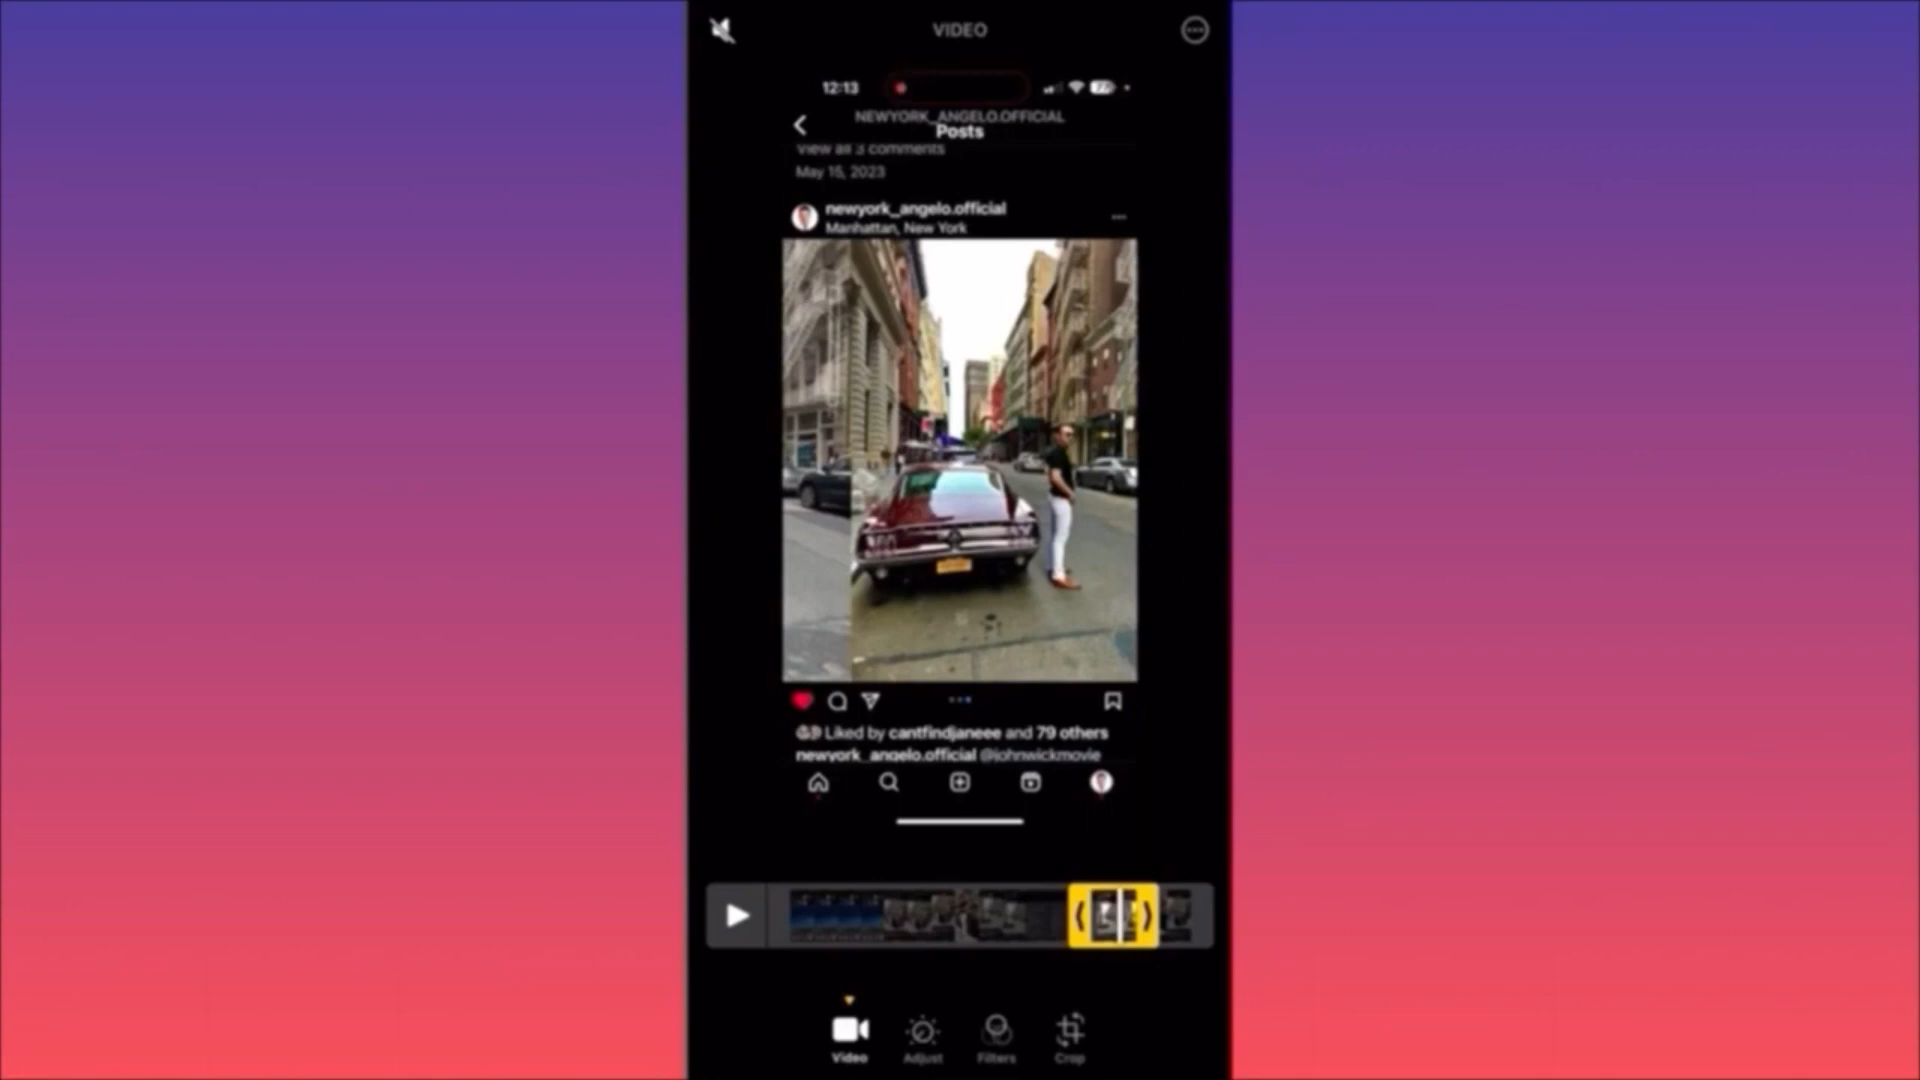 VIDEO
12:13
NEWYORK_ANGELO.OFFICIAL
Posts
View all 3 comments
May 15, 2023
newyork_angelo.official
Manhattan, New York
Liked by cantfindjaneee and 79 others
newyork_angelo.official @johnwickmovie
Video
Adjust
Filters
Crop